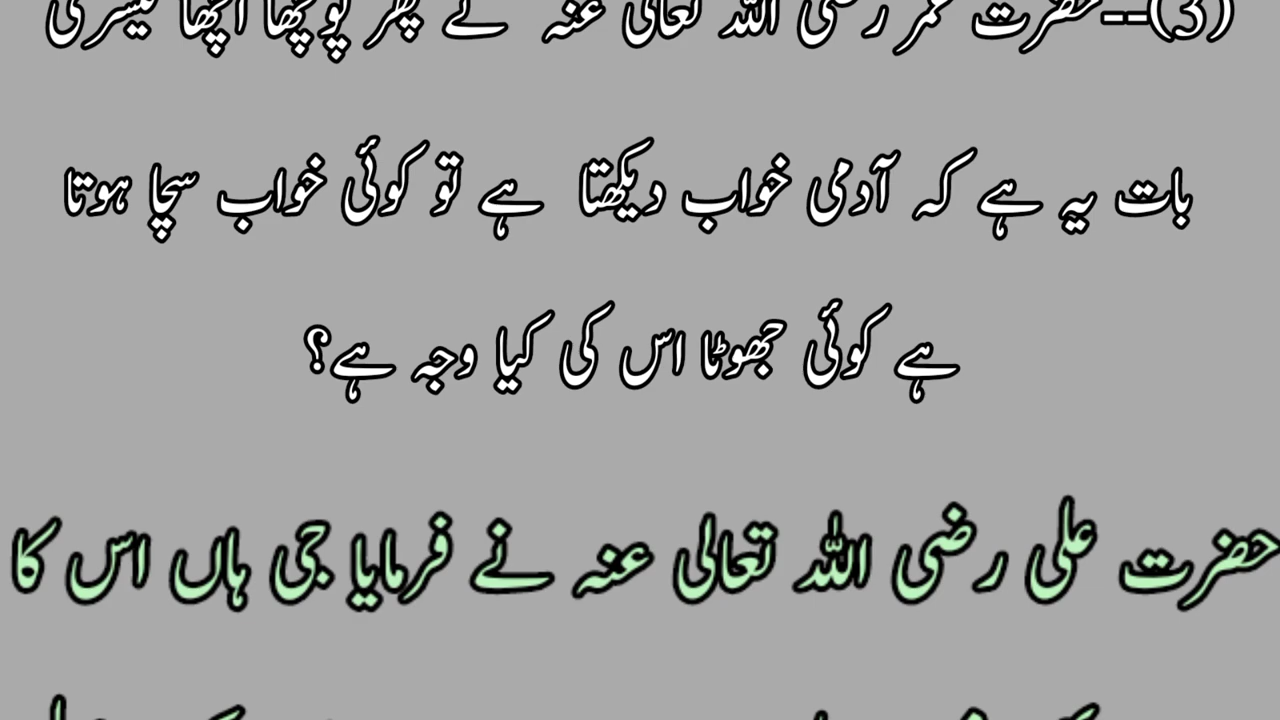 (3)--حضرت عمر رضی اللہ تعالی عنہ نے پھر پوچھا اچھا تیسری
بات یہ ہے کہ آدمی خواب دیکھتا ہے تو کوئی خواب سچا ہوتا
ہے کوئی جھوٹا اس کی کیا وجہ ہے؟
حضرت علی رضی اللہ تعالی عنہ نے فرمایا جی ہاں اس کا